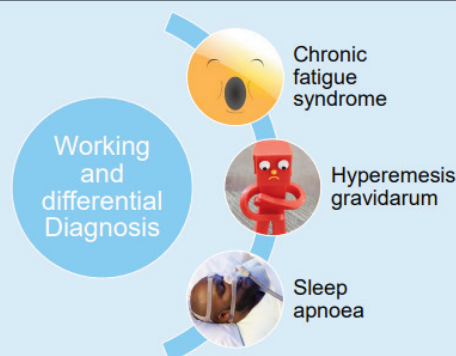 Working
and
differential
Diagnosis
Chronic
fatigue
syndrome
Hyperemesis
gravidarum
Sleep
apnoea